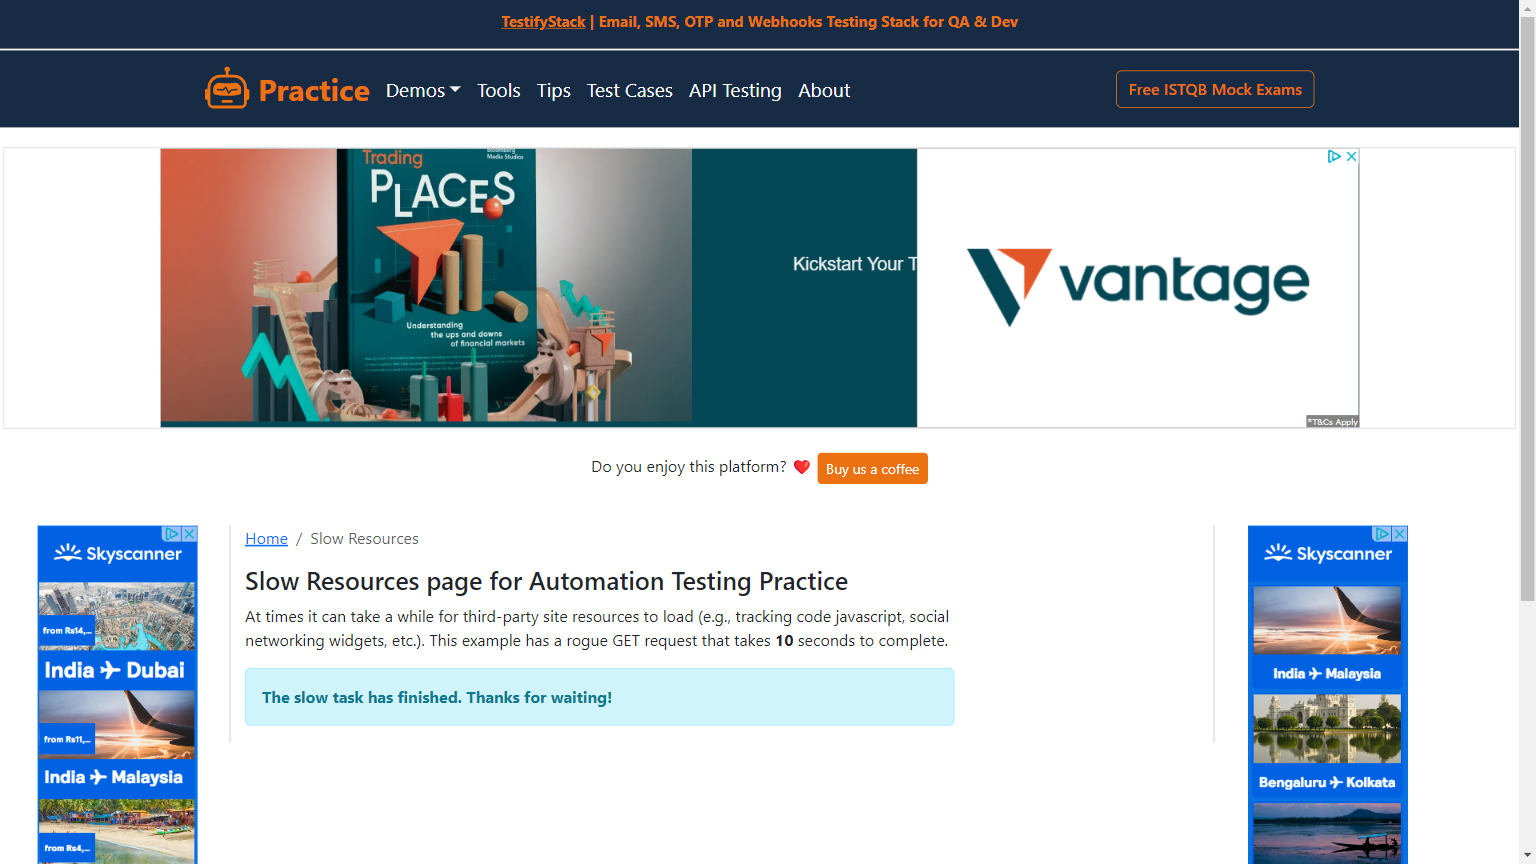 TestifyStack | Email, SMS, OTP and Webhooks Testing Stack for QA & Dev
Practice
Demos
Tools
Tips
Test Cases
API Testing
About
Free ISTQB Mock Exams
Bloomberg
Media Studios
Trading
PLACES
Understanding
the ups and downs
of financial markets
Kickstart Your T
vantage
*T&Cs Apply
Do you enjoy this platform? ❤️ Buy us a coffee
Skyscanner
from Rs14,...
India ✈ Dubai
from Rs11,...
India ✈ Malaysia
from Rs4,...
Home / Slow Resources
Slow Resources page for Automation Testing Practice
At times it can take a while for third-party site resources to load (e.g., tracking code javascript, social
networking widgets, etc.). This example has a rogue GET request that takes 10 seconds to complete.
The slow task has finished. Thanks for waiting!
Skyscanner
India ✈ Malaysia
Bengaluru ✈ Kolkata